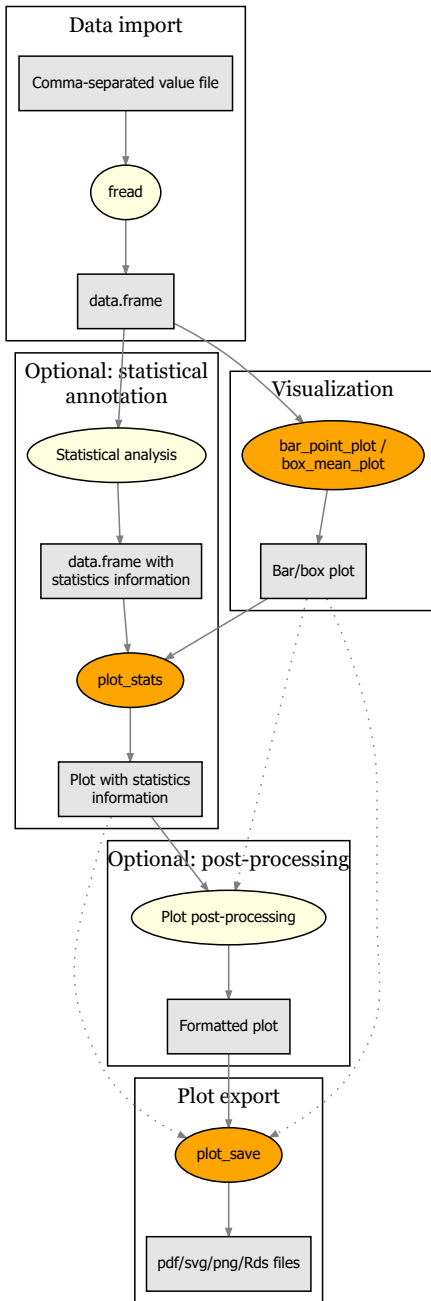 Data import
Comma-separated value file
fread
data.frame
Optional: statistical
annotation
Statistical analysis
data.frame with
statistics information
plot_stats
Plot with statistics
information
Visualization
bar_point_plot /
box_mean_plot
Bar/box plot
Optional: post-processing
Plot post-processing
Formatted plot
Plot export
plot_save
pdf/svg/png/Rds files